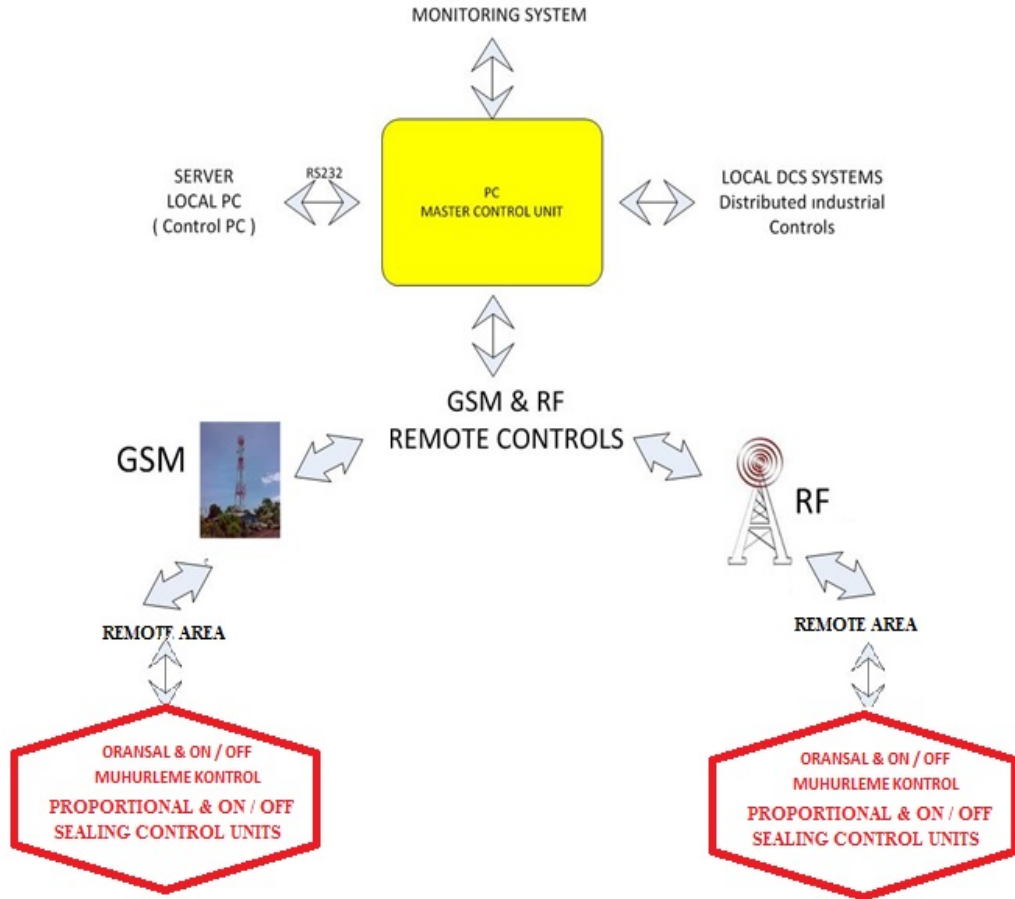 MONITORING SYSTEM
SERVER
LOCAL PC
( Control PC )
RS232
PC
MASTER CONTROL UNIT
LOCAL DCS SYSTEMS
Distributed ındustrial
Controls
GSM & RF
REMOTE CONTROLS
GSM
RF
REMOTE AREA
REMOTE AREA
ORANSAL & ON / OFF
MUHURLEME KONTROL
PROPORTIONAL & ON / OFF
SEALING CONTROL UNITS
ORANSAL & ON / OFF
MUHURLEME KONTROL
PROPORTIONAL & ON / OFF
SEALING CONTROL UNITS